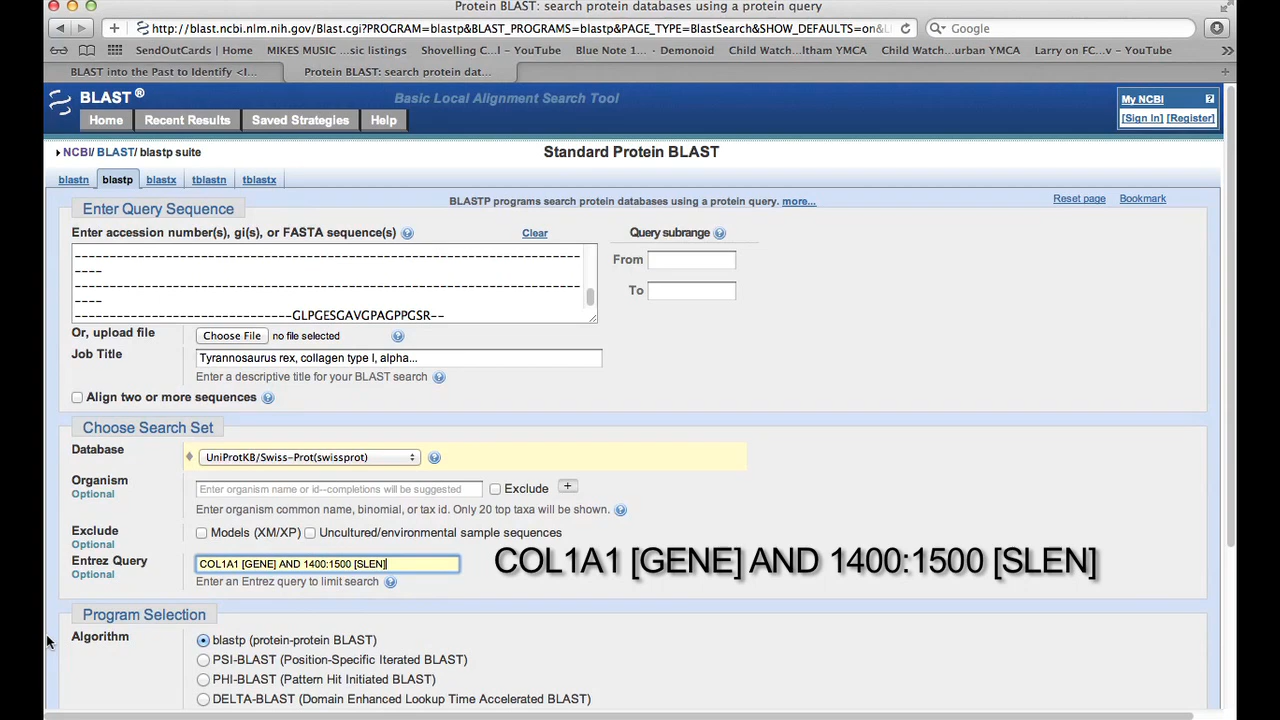 Protein BLAST: search protein databases using a protein query
http://blast.ncbi.nlm.nih.gov/Blast.cgi?PROGRAM=blastp&BLAST_PROGRAMS=blastp&PAGE_TYPE=BlastSearch&SHOW_DEFAULTS=on&L
Google
SendOutCards | Home MIKES MUSIC ...sic listings Shovelling C...l - YouTube Blue Note 1... · Demonoid Child Watch...ltham YMCA Child Watch...urban YMCA Larry on FC...v - YouTube
BLAST into the Past to Identify <I... Protein BLAST: search protein dat...
BLAST ® Basic Local Alignment Search Tool
My NCBI
[Sign In] [Register]
Home Recent Results Saved Strategies Help
NCBI/ BLAST/ blastp suite Standard Protein BLAST
blastn blastp blastx tblastn tblastx
BLASTP programs search protein databases using a protein query. more... Reset page Bookmark
Enter Query Sequence
Enter accession number(s), gi(s), or FASTA sequence(s) Clear Query subrange
From
To
------------------------------------------------------------------------
----
------------------------------------------------------------------------
----
-------------------------------GLPGESGAVGPAGPPGSR--
Or, upload file Choose File no file selected
Job Title Tyrannosaurus rex, collagen type I, alpha...
Enter a descriptive title for your BLAST search
Align two or more sequences
Choose Search Set
Database UniProtKB/Swiss-Prot(swissprot)
Organism
Optional
Enter organism name or id--completions will be suggested Exclude +
Enter organism common name, binomial, or tax id. Only 20 top taxa will be shown.
Exclude
Optional
Models (XM/XP) Uncultured/environmental sample sequences
Entrez Query
Optional
COL1A1 [GENE] AND 1400:1500 [SLEN]
COL1A1 [GENE] AND 1400:1500 [SLEN]
Enter an Entrez query to limit search
Program Selection
Algorithm
blastp (protein-protein BLAST)
PSI-BLAST (Position-Specific Iterated BLAST)
PHI-BLAST (Pattern Hit Initiated BLAST)
DELTA-BLAST (Domain Enhanced Lookup Time Accelerated BLAST)